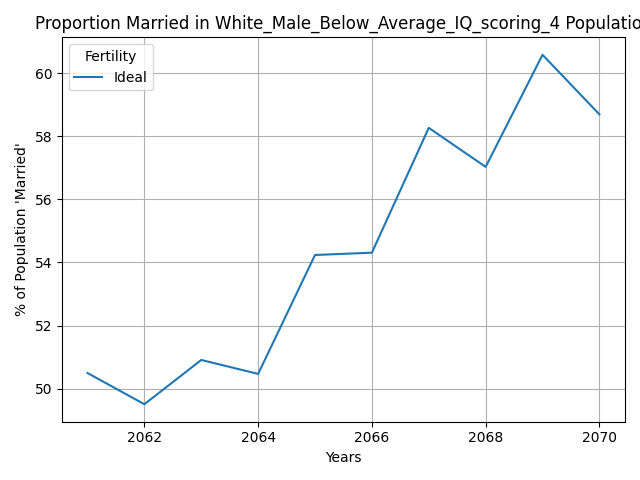 Proportion Married in White_Male_Below_Average_IQ_scoring_4 Populatio
Fertility
Ideal
% of Population 'Married'
60
58
56
54
52
50
2062 2064 2066 2068 2070
Years